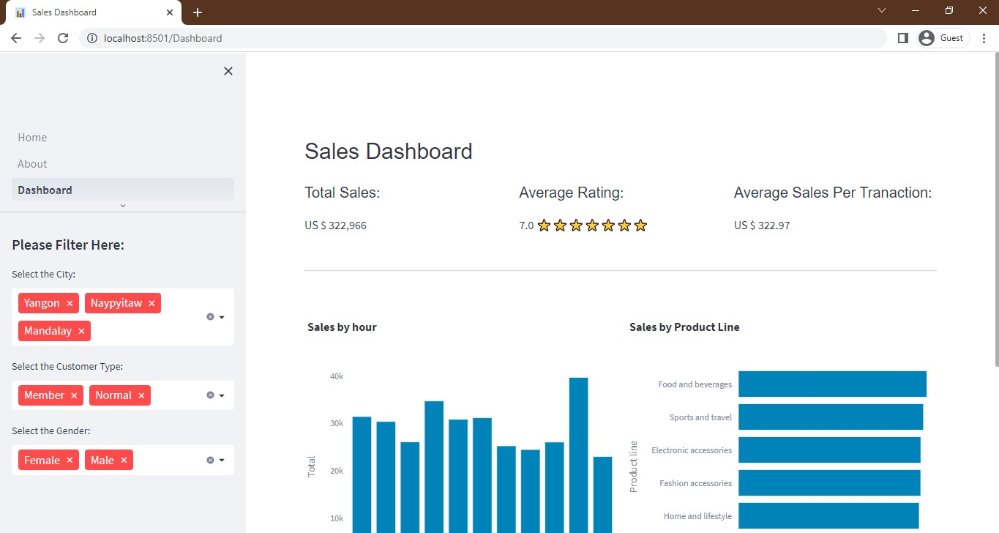 Sales Dashboard
localhost:8501/Dashboard
Guest
Home
About
Dashboard
Please Filter Here:
Select the City:
Yangon
Naypyitaw
Mandalay
Select the Customer Type:
Member
Normal
Select the Gender:
Female
Male
Sales Dashboard
Total Sales:
US $ 322,966
Average Rating:
7.0
Average Sales Per Tranaction:
US $ 322.97
Sales by hour
40k
30k
20k
10k
Total
Sales by Product Line
Product line
Food and beverages
Sports and travel
Electronic accessories
Fashion accessories
Home and lifestyle